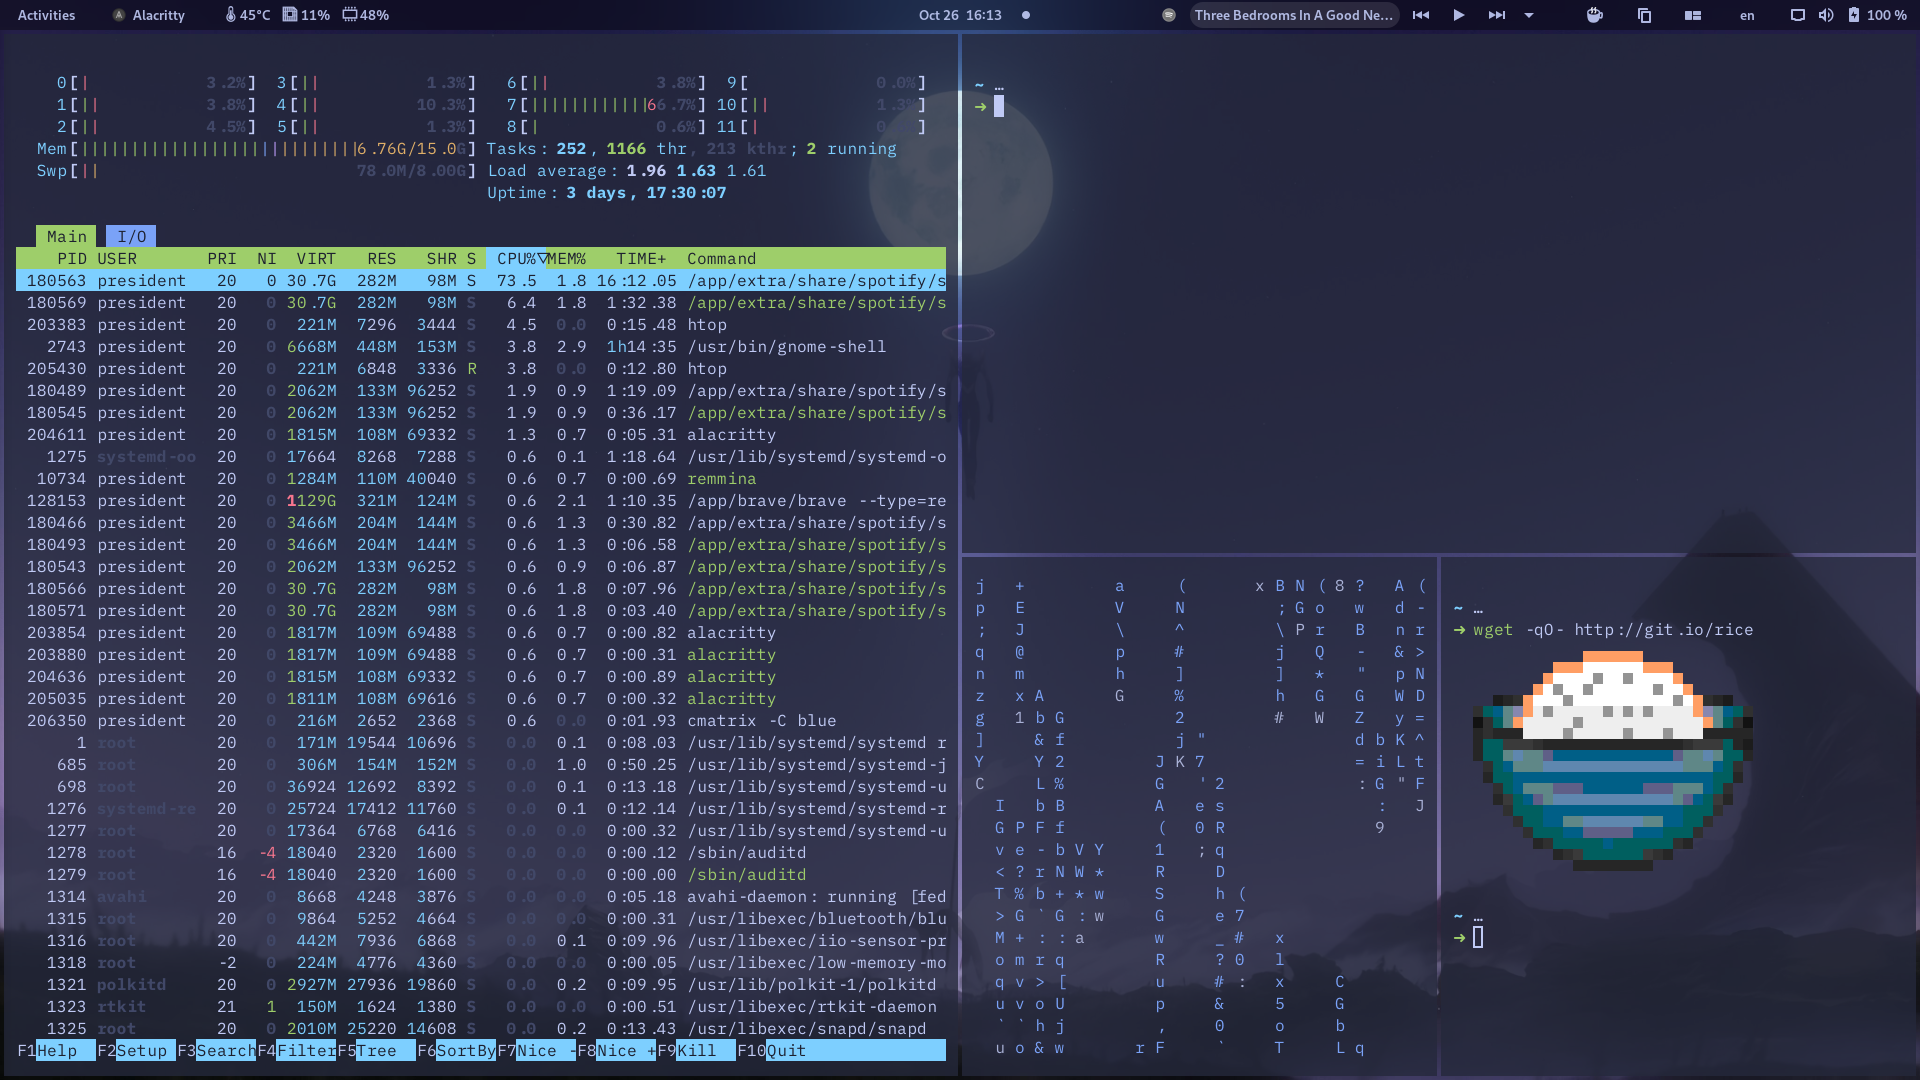 Activities Alacritty 45°C 11% 48% Oct 26 16:13 Three Bedrooms In A Good Ne... en 100 %
0[| 3.2%] 3[|| 1.3%] 6[|| 3.8%] 9[ 0.0%]
1[|| 3.8%] 4[|| 10.3%] 7[||||||||||||66.7%] 10[|| 1.3%]
2[|| 4.5%] 5[|| 1.3%] 8[| 0.6%] 11[| ]
Mem[||||||||||||||||||||||||||||6.76G/15.0G] Tasks: 252, 1166 thr, 213 kthr; 2 running
Swp[|| 78.0M/8.00G] Load average: 1.96 1.63 1.61
Uptime: 3 days, 17:30:07
Main I/O
PID USER PRI NI VIRT RES SHR S CPU%▽MEM% TIME+ Command
180563 president 20 0 30.7G 282M 98M S 73.5 1.8 16:12.05 /app/extra/share/spotify/s
180569 president 20 0 30.7G 282M 98M S 6.4 1.8 1:32.38 /app/extra/share/spotify/s
203383 president 20 0 221M 7296 3444 S 4.5 0.0 0:15.48 htop
2743 president 20 0 6668M 448M 153M S 3.8 2.9 1h14:35 /usr/bin/gnome-shell
205430 president 20 0 221M 6848 3336 R 3.8 0.0 0:12.80 htop
180489 president 20 0 2062M 133M 96252 S 1.9 0.9 1:19.09 /app/extra/share/spotify/s
180545 president 20 0 2062M 133M 96252 S 1.9 0.9 0:36.17 /app/extra/share/spotify/s
204611 president 20 0 1815M 108M 69332 S 1.3 0.7 0:05.31 alacritty
1275 systemd-oo 20 0 17664 8268 7288 S 0.6 0.1 1:18.64 /usr/lib/systemd/systemd-o
10734 president 20 0 1284M 110M 40040 S 0.6 0.7 0:00.69 remmina
128153 president 20 0 1129G 321M 124M S 0.6 2.1 1:10.35 /app/brave/brave --type=re
180466 president 20 0 3466M 204M 144M S 0.6 1.3 0:30.82 /app/extra/share/spotify/s
180493 president 20 0 3466M 204M 144M S 0.6 1.3 0:06.58 /app/extra/share/spotify/s
180543 president 20 0 2062M 133M 96252 S 0.6 0.9 0:06.87 /app/extra/share/spotify/s
180566 president 20 0 30.7G 282M 98M S 0.6 1.8 0:07.96 /app/extra/share/spotify/s
180571 president 20 0 30.7G 282M 98M S 0.6 1.8 0:03.40 /app/extra/share/spotify/s
203854 president 20 0 1817M 109M 69488 S 0.6 0.7 0:00.82 alacritty
203880 president 20 0 1817M 109M 69488 S 0.6 0.7 0:00.31 alacritty
204636 president 20 0 1815M 108M 69332 S 0.6 0.7 0:00.89 alacritty
205035 president 20 0 1811M 108M 69616 S 0.6 0.7 0:00.32 alacritty
206350 president 20 0 216M 2652 2368 S 0.6 0.0 0:01.93 cmatrix -C blue
1 root 20 0 171M 19544 10696 S 0.0 0.1 0:08.03 /usr/lib/systemd/systemd r
685 root 20 0 306M 154M 152M S 0.0 1.0 0:50.25 /usr/lib/systemd/systemd-j
698 root 20 0 36924 12692 8392 S 0.0 0.1 0:13.18 /usr/lib/systemd/systemd-u
1276 systemd-re 20 0 25724 17412 11760 S 0.0 0.1 0:12.14 /usr/lib/systemd/systemd-r
1277 root 20 0 17364 6768 6416 S 0.0 0.0 0:00.32 /usr/lib/systemd/systemd-u
1278 root 16 -4 18040 2320 1600 S 0.0 0.0 0:00.12 /sbin/auditd
1279 root 16 -4 18040 2320 1600 S 0.0 0.0 0:00.00 /sbin/auditd
1314 avahi 20 0 8668 4248 3876 S 0.0 0.0 0:05.18 avahi-daemon: running [fed
1315 root 20 0 9864 5252 4664 S 0.0 0.0 0:00.31 /usr/libexec/bluetooth/blu
1316 root 20 0 442M 7936 6868 S 0.0 0.1 0:09.96 /usr/libexec/iio-sensor-pr
1318 root -2 0 224M 4776 4360 S 0.0 0.0 0:00.05 /usr/libexec/low-memory-mo
1321 polkitd 20 0 2927M 27936 19860 S 0.0 0.2 0:09.95 /usr/lib/polkit-1/polkitd
1323 rtkit 21 1 150M 1624 1380 S 0.0 0.0 0:00.51 /usr/libexec/rtkit-daemon
1325 root 20 0 2010M 25220 14608 S 0.0 0.2 0:13.43 /usr/libexec/snapd/snapd
F1Help F2Setup F3SearchF4FilterF5Tree F6SortByF7Nice -F8Nice +F9Kill F10Quit
~ …
➜
j + a ( x B N ( 8 ? A (
p E V N ; G o w d -
; J \ ^ \ P r B n r
q @ p # j Q - & >
n m h ] ] * " p N
z x A G % h G G W D
g 1 b G 2 # W Z y =
] & f j " d b K ^
Y Y 2 J K 7 = i L t
C L % G ' 2 : G " F
I b B A e s : J
G P F f ( 0 R 9
v e - b V Y 1 ; q
< ? r N W * R D
T % b + * w S h (
> G ` G : w G e 7
M + : : a w _ # x
o m r q R ? 0 l
q v > [ u # : x C
u v o U p & 5 G
` ` h j , 0 o b
u o & w r F ` T L q
~ …
➜ wget -qO- http://git.io/rice
~ …
➜